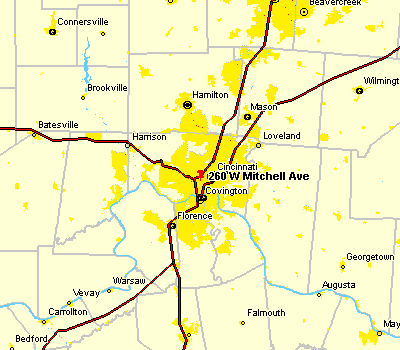 Beavercreek
Connersville
Brookville
Hamilton
Wilmingt
Mason
Batesville
Harrison
Loveland
Cincinnati
260 W Mitchell Ave
Covington
Florence
Georgetown
Warsaw
Augusta
Vevay
Carrollton
Falmouth
May
Bedford